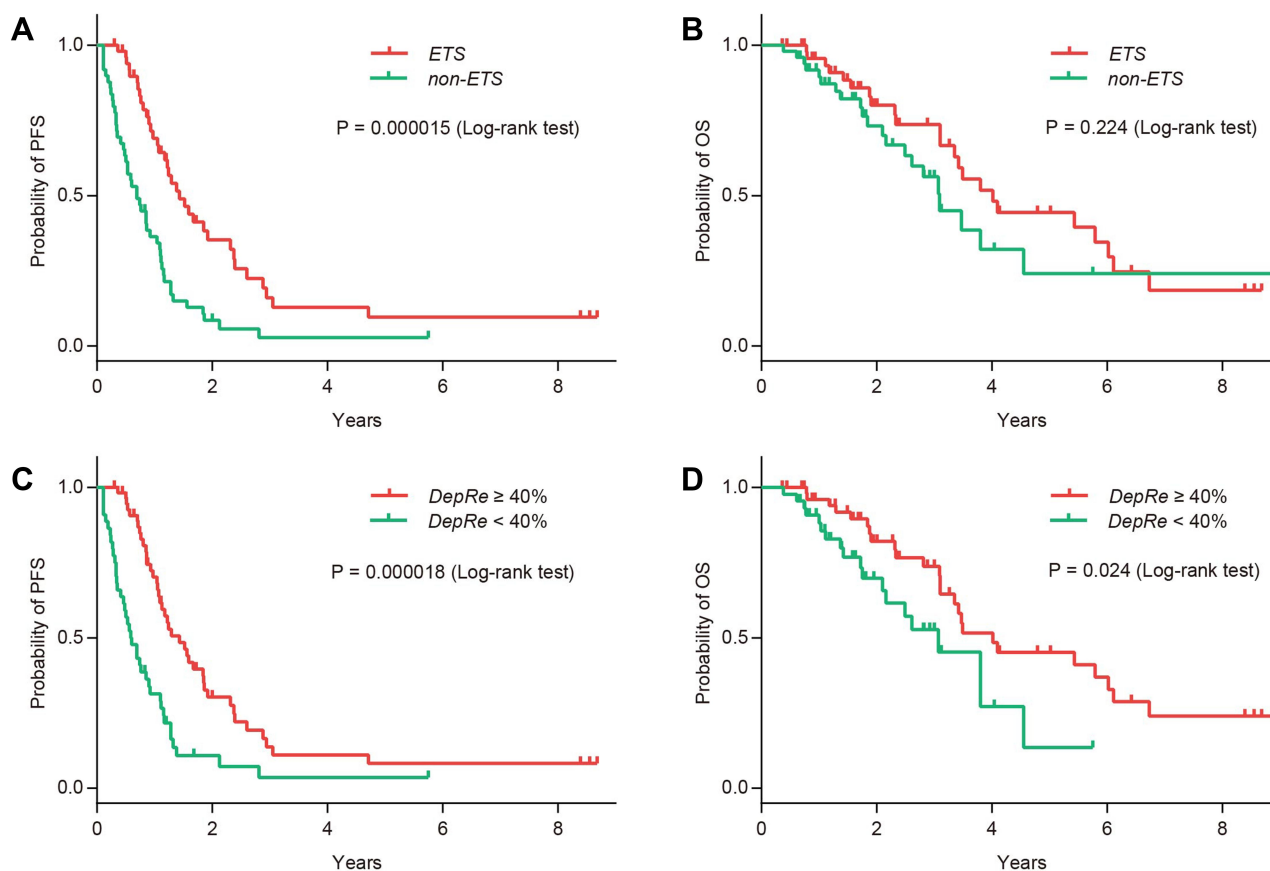 A
Probability of PFS
1.0
0.5
0.0
ETS
non-ETS
P = 0.000015 (Log-rank test)
0 2 4 6 8
Years
B
Probability of OS
1.0
0.5
0.0
ETS
non-ETS
P = 0.224 (Log-rank test)
0 2 4 6 8
Years
C
Probability of PFS
1.0
0.5
0.0
DepRe ≥ 40%
DepRe < 40%
P = 0.000018 (Log-rank test)
0 2 4 6 8
Years
D
Probability of OS
1.0
0.5
0.0
DepRe ≥ 40%
DepRe < 40%
P = 0.024 (Log-rank test)
0 2 4 6 8
Years